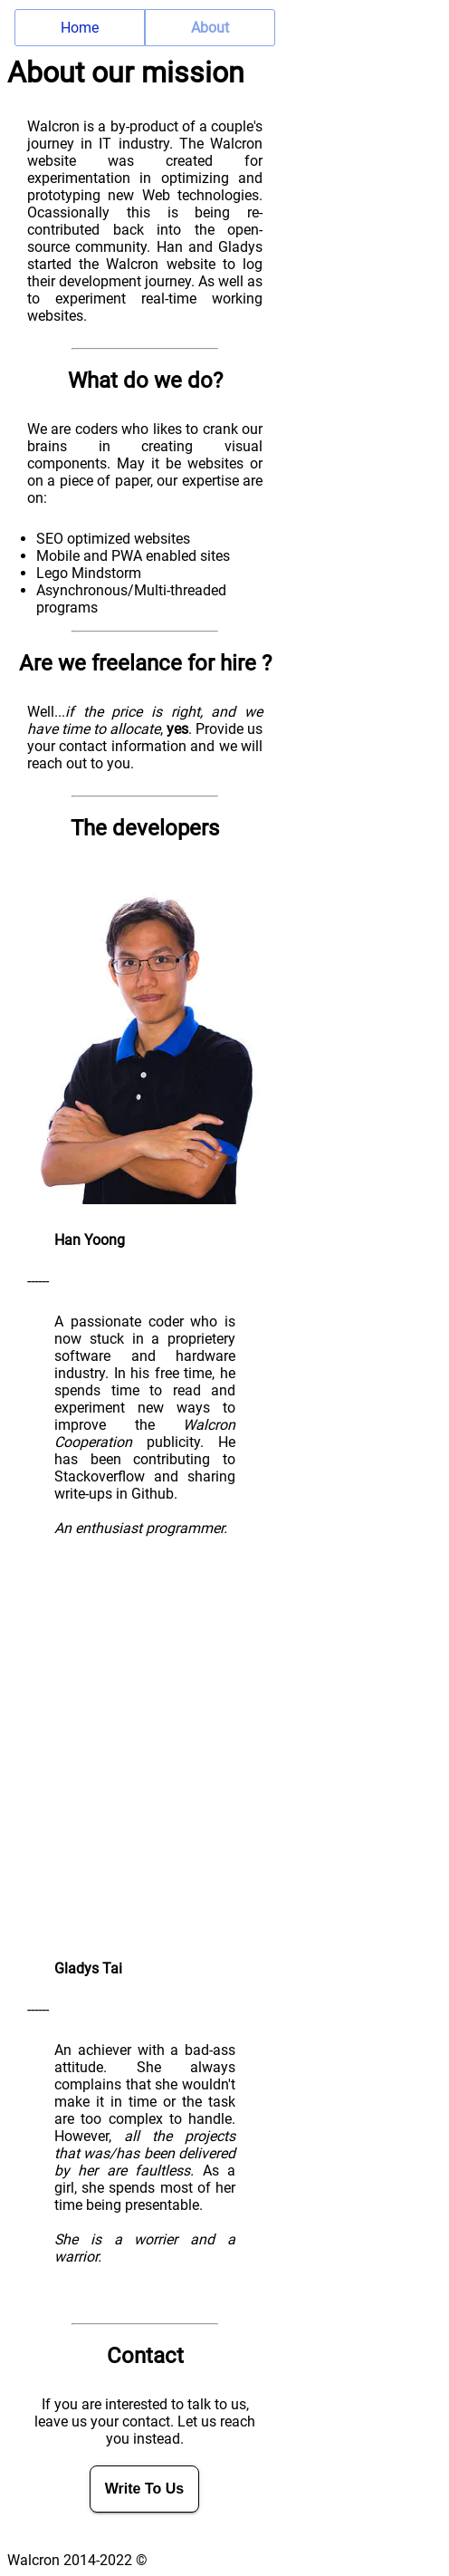 Home About
About our mission
Walcron is a by-product of a couple's
journey in IT industry. The Walcron
website was created for
experimentation in optimizing and
prototyping new Web technologies.
Ocassionally this is being re-
contributed back into the open-
source community. Han and Gladys
started the Walcron website to log
their development journey. As well as
to experiment real-time working
websites.
What do we do?
We are coders who likes to crank our
brains in creating visual
components. May it be websites or
on a piece of paper, our expertise are
on:
• SEO optimized websites
• Mobile and PWA enabled sites
• Lego Mindstorm
• Asynchronous/Multi-threaded
programs
Are we freelance for hire ?
Well...if the price is right, and we
have time to allocate, yes. Provide us
your contact information and we will
reach out to you.
The developers
Han Yoong
------
A passionate coder who is
now stuck in a proprietery
software and hardware
industry. In his free time, he
spends time to read and
experiment new ways to
improve the Walcron
Cooperation publicity. He
has been contributing to
Stackoverflow and sharing
write-ups in Github.
An enthusiast programmer.
Gladys Tai
------
An achiever with a bad-ass
attitude. She always
complains that she wouldn't
make it in time or the task
are too complex to handle.
However, all the projects
that was/has been delivered
by her are faultless. As a
girl, she spends most of her
time being presentable.
She is a worrier and a
warrior.
Contact
If you are interested to talk to us,
leave us your contact. Let us reach
you instead.
Write To Us
Walcron 2014-2022 ©